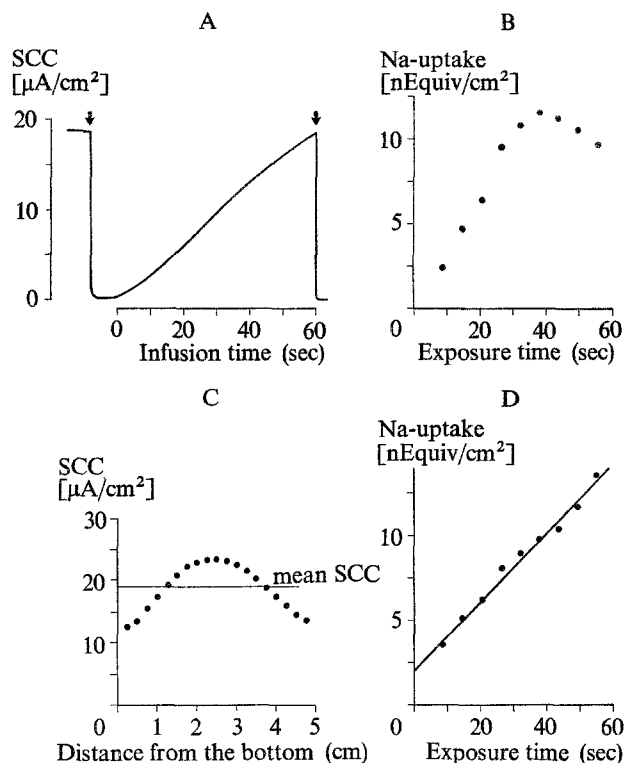 A
SCC
[μA/cm²]
20
10
0
0 20 40 60
Infusion time (sec)
B
Na-uptake
[nEquiv/cm²]
10
5
0
0 20 40 60
Exposure time (sec)
C
SCC
[μA/cm²]
30
20
10
mean SCC
0 1 2 3 4 5
Distance from the bottom (cm)
D
Na-uptake
[nEquiv/cm²]
10
5
0 20 40 60
Exposure time (sec)